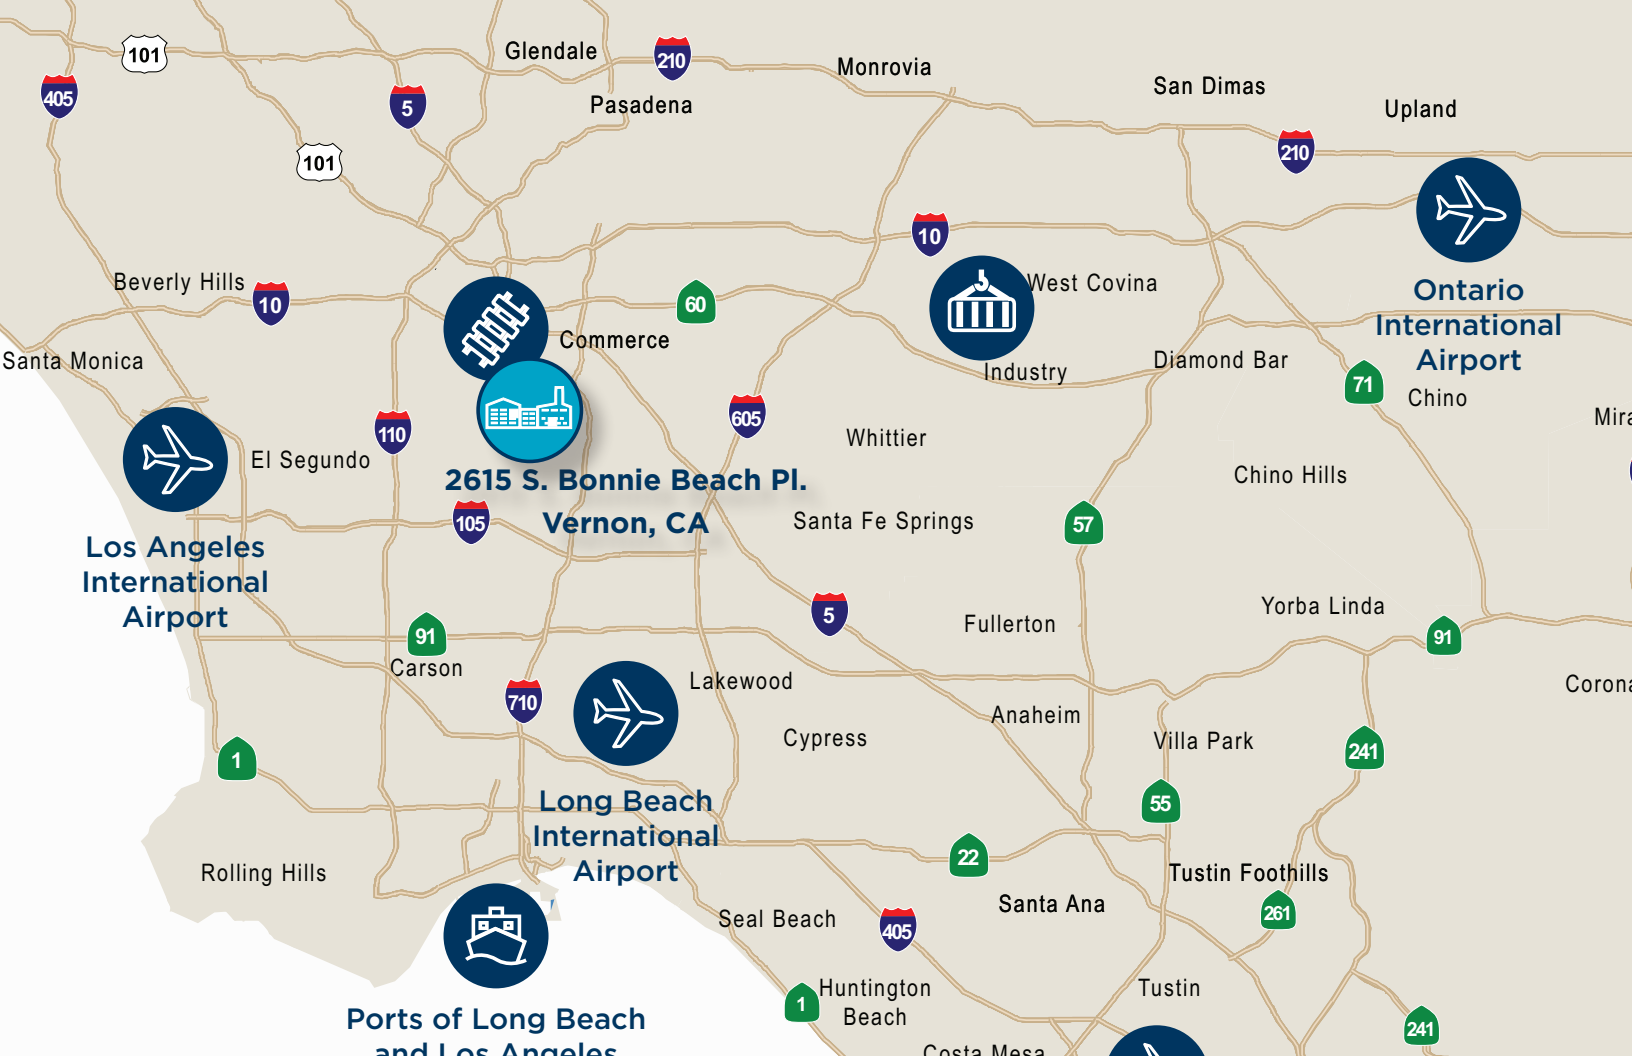 Glendale
210
101
Monrovia
San Dimas
405
5
Pasadena
Upland
210
101
10
Beverly Hills
10
60
West Covina
Ontario
International
Airport
Commerce
Santa Monica
Industry
Diamond Bar
71
Chino
605
Mira
110
Whittier
El Segundo
Chino Hills
2615 S. Bonnie Beach Pl.
Vernon, CA
105
Santa Fe Springs
57
Los Angeles
International
Airport
5
Fullerton
Yorba Linda
91
91
Carson
Lakewood
Corona
710
Anaheim
Cypress
Villa Park
241
1
55
Long Beach
International
Airport
22
Rolling Hills
Tustin Foothills
Santa Ana
261
Seal Beach
405
Huntington
Beach
1
Tustin
Ports of Long Beach
and Los Angeles
241
Costa Mesa